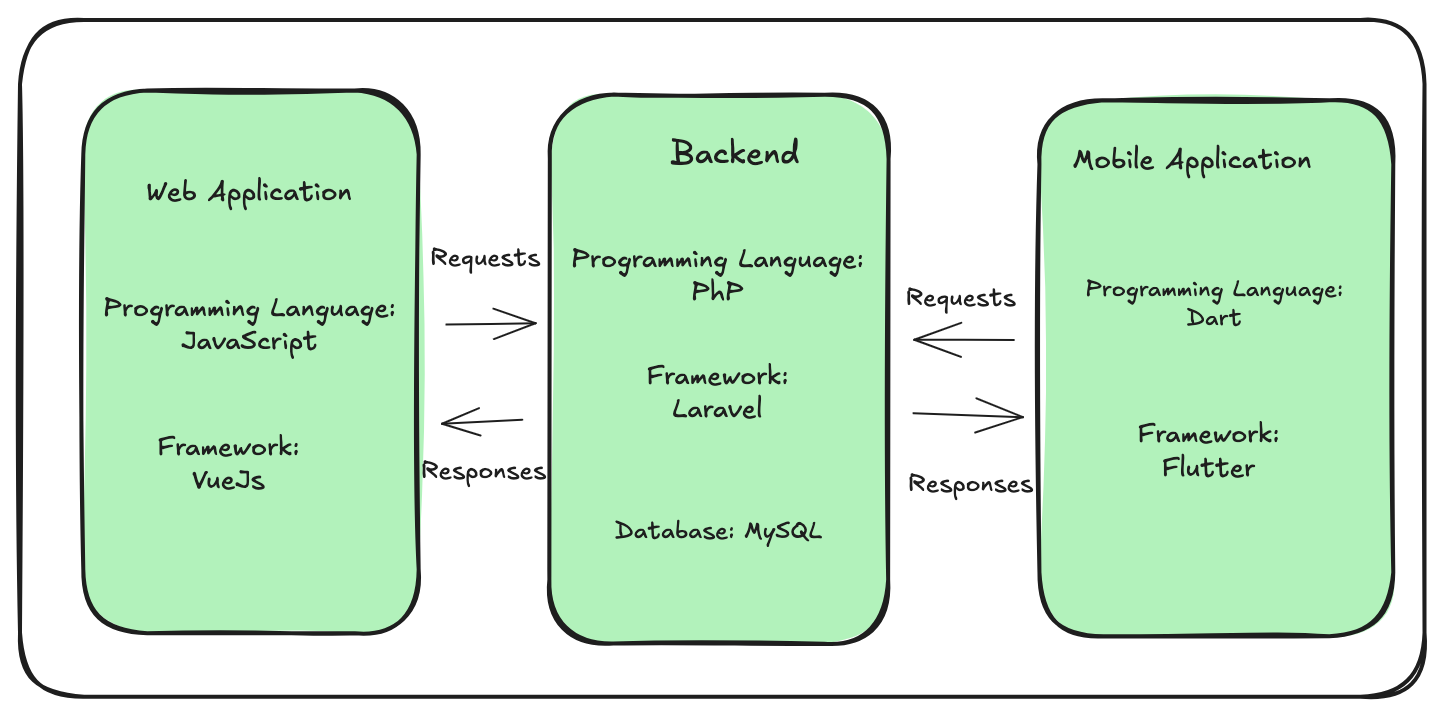 Web Application
Programming Language:
JavaScript
Framework:
VueJs
Requests
Responses
Backend
Programming Language:
PhP
Framework:
Laravel
Database: MySQL
Requests
Responses
Mobile Application
Programming Language:
Dart
Framework:
Flutter